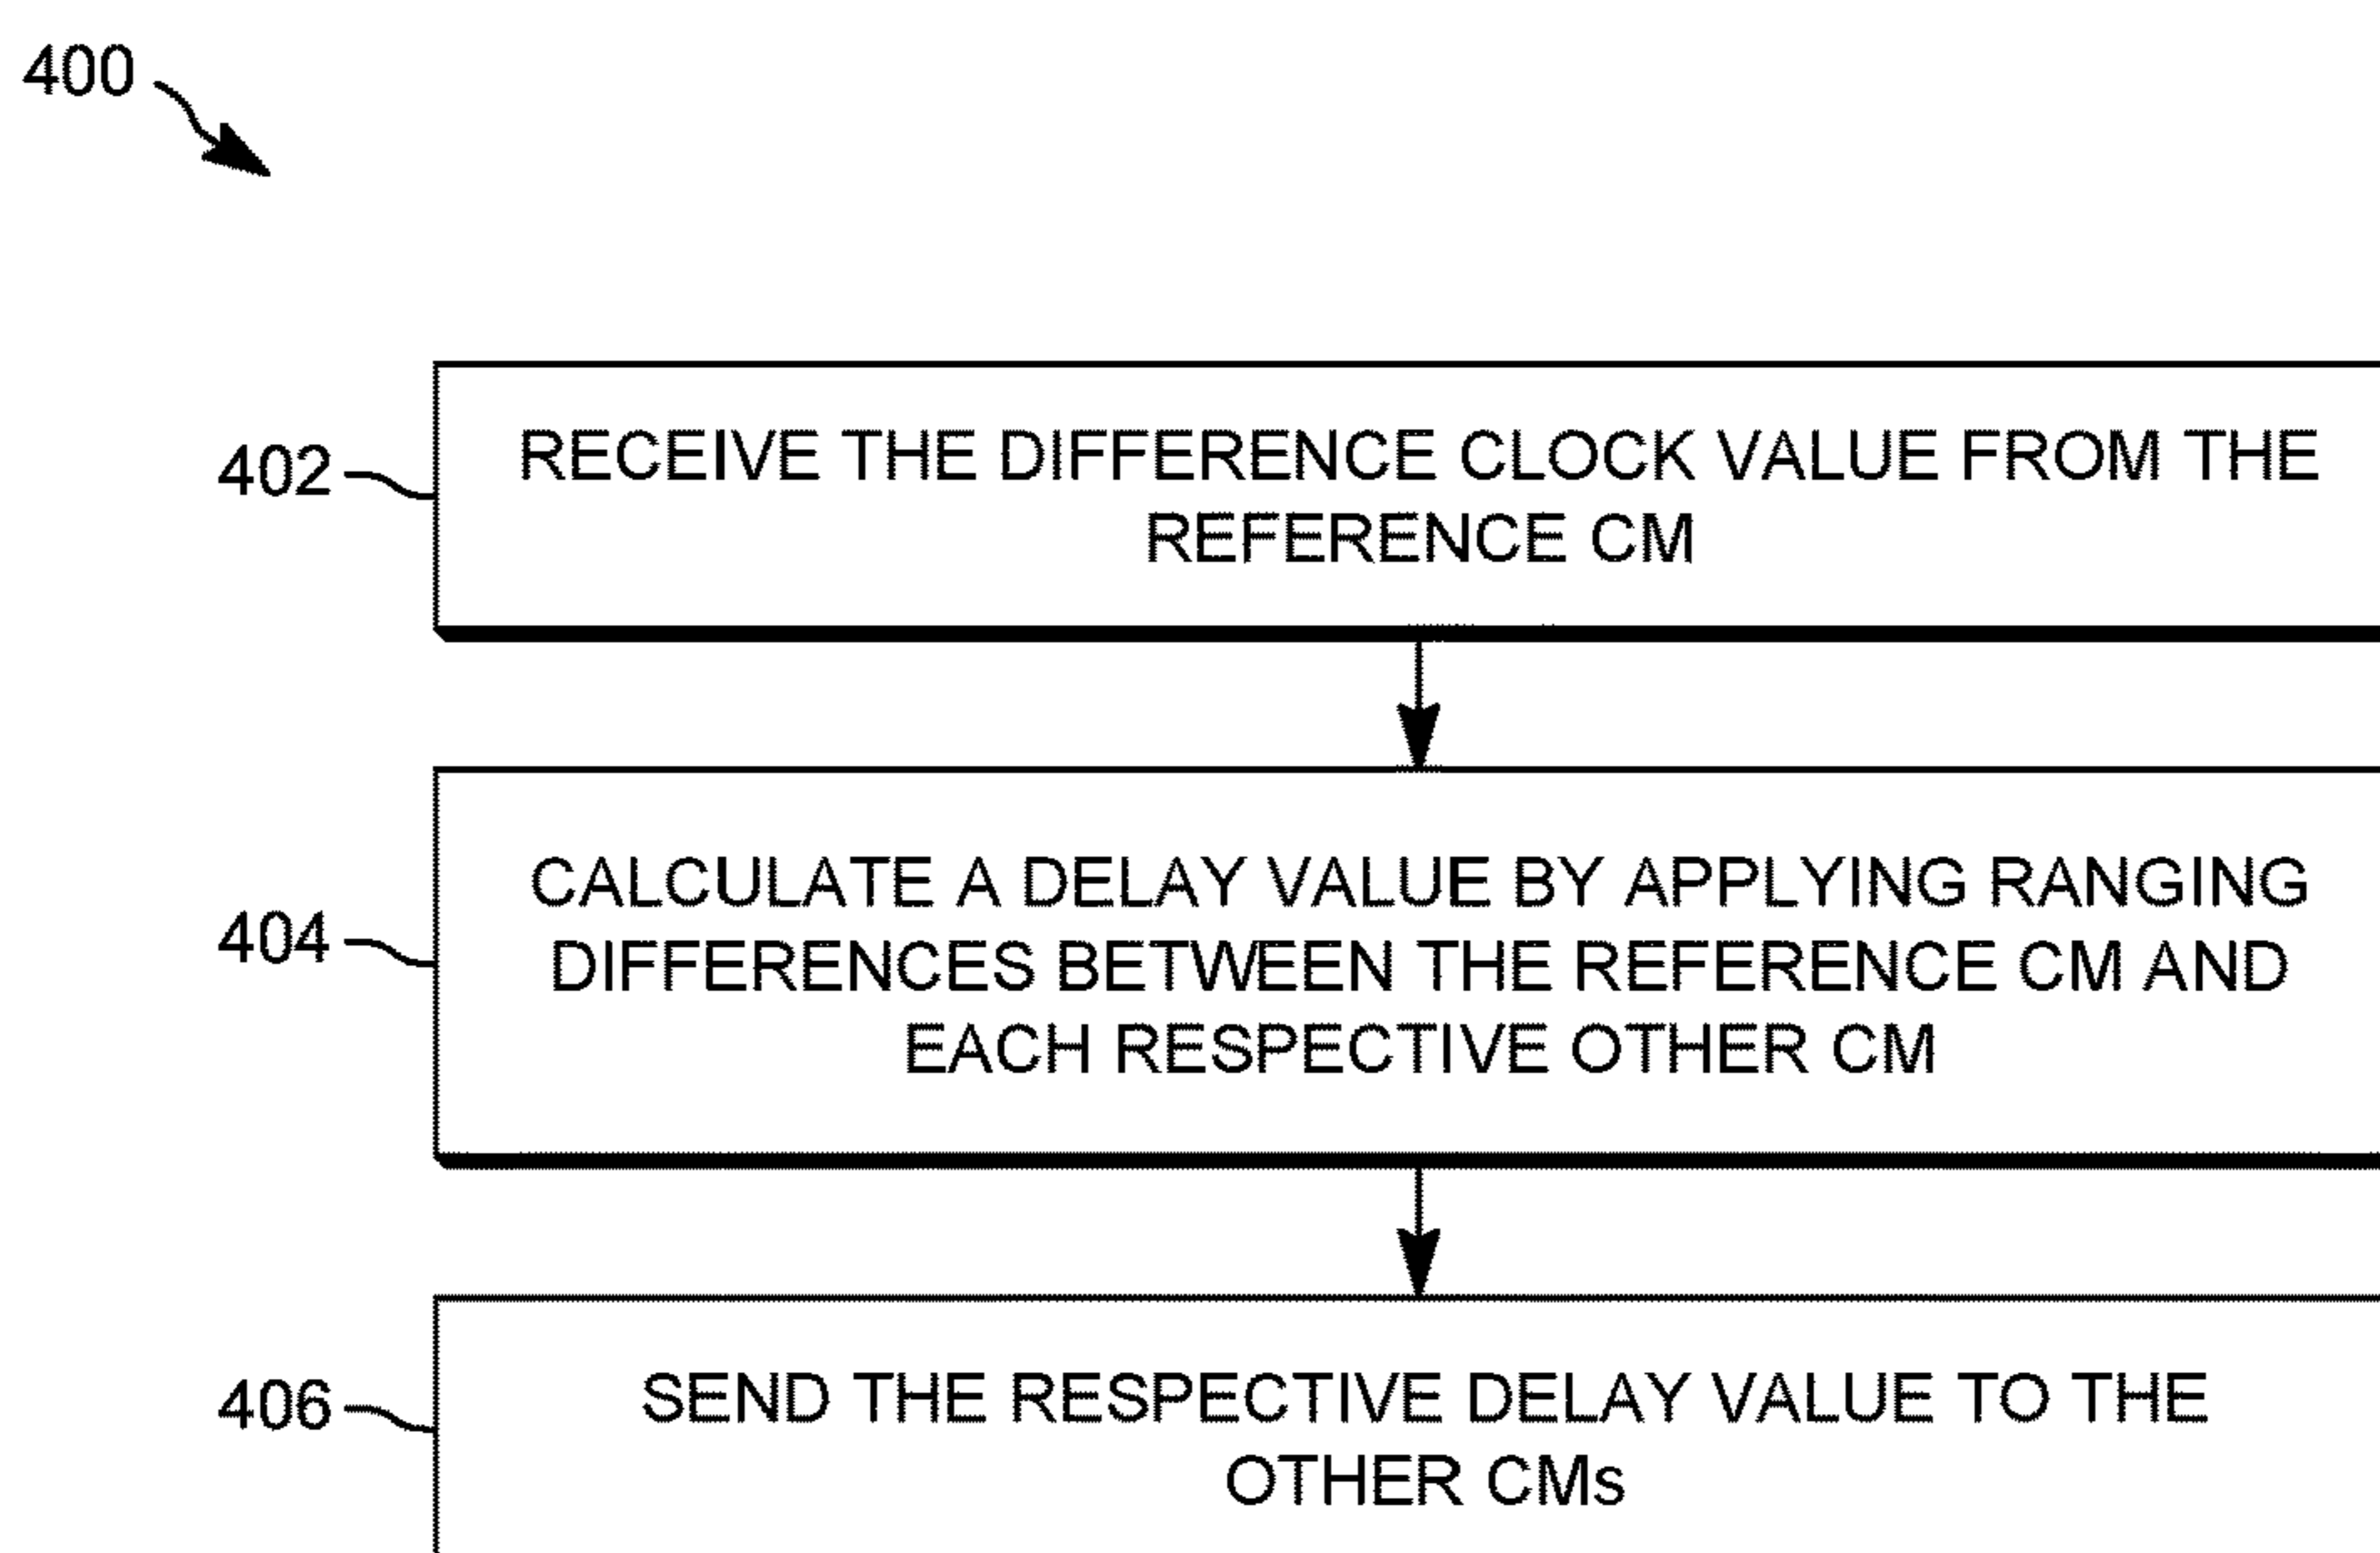 400
402
RECEIVE THE DIFFERENCE CLOCK VALUE FROM THE
REFERENCE CM
404
CALCULATE A DELAY VALUE BY APPLYING RANGING
DIFFERENCES BETWEEN THE REFERENCE CM AND
EACH RESPECTIVE OTHER CM
406
SEND THE RESPECTIVE DELAY VALUE TO THE
OTHER CMs